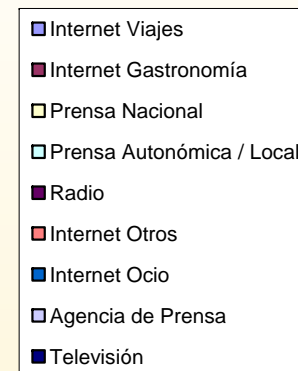 Internet Viajes
Internet Gastronomía
Prensa Nacional
Prensa Autonómica / Local
Radio
Internet Otros
Internet Ocio
Agencia de Prensa
Televisión